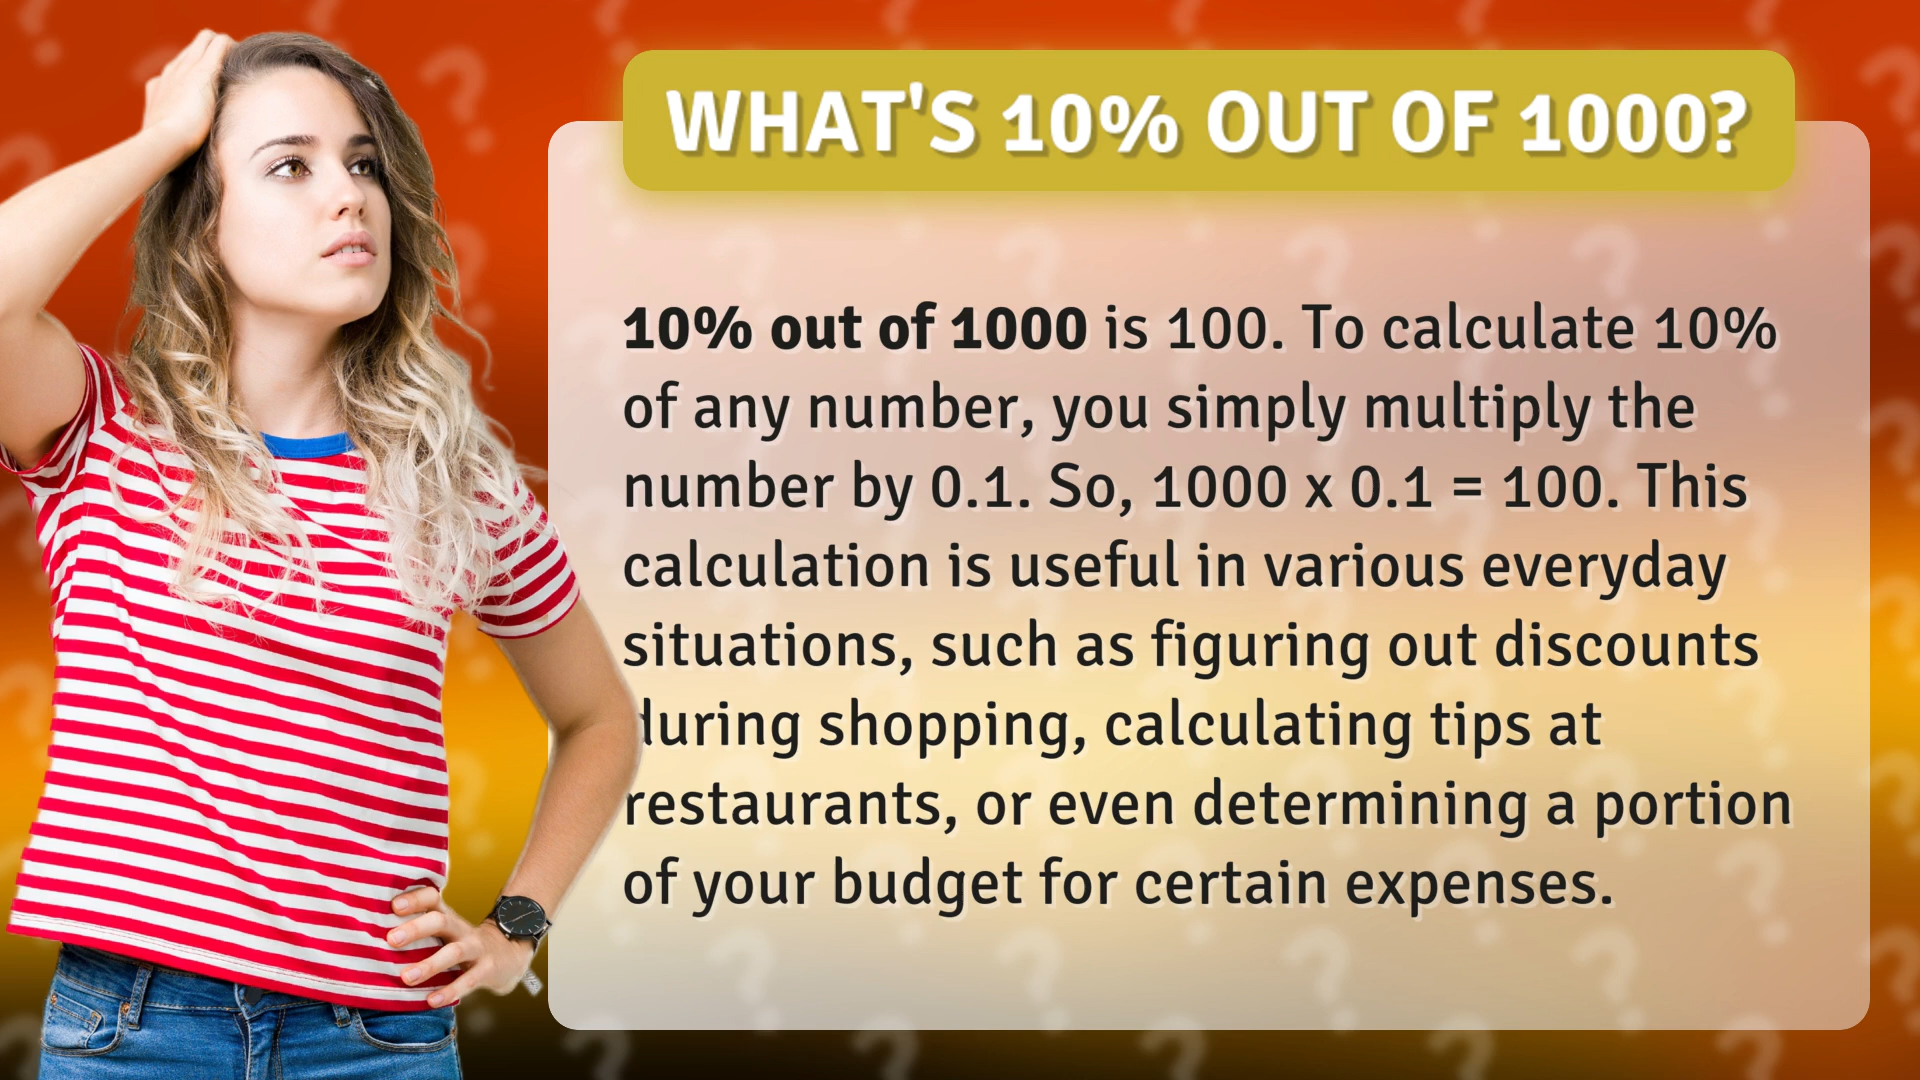 WHAT'S 10% OUT OF 1000?
10% out of 1000 is 100. To calculate 10%
of any number, you simply multiply the
number by 0.1. So, 1000 x 0.1 = 100. This
calculation is useful in various everyday
situations, such as figuring out discounts
during shopping, calculating tips at
restaurants, or even determining a portion
of your budget for certain expenses.